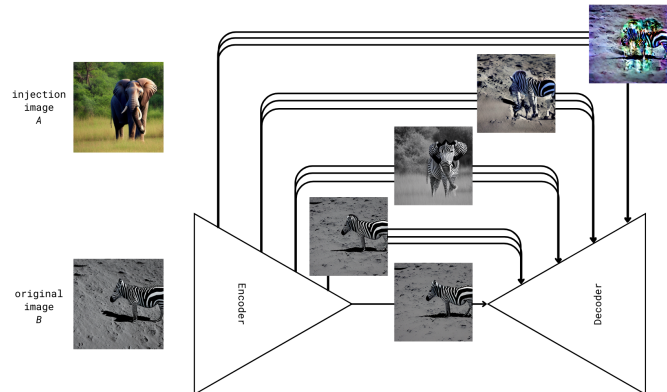 injection
image
A
original
image
B
Encoder
Decoder